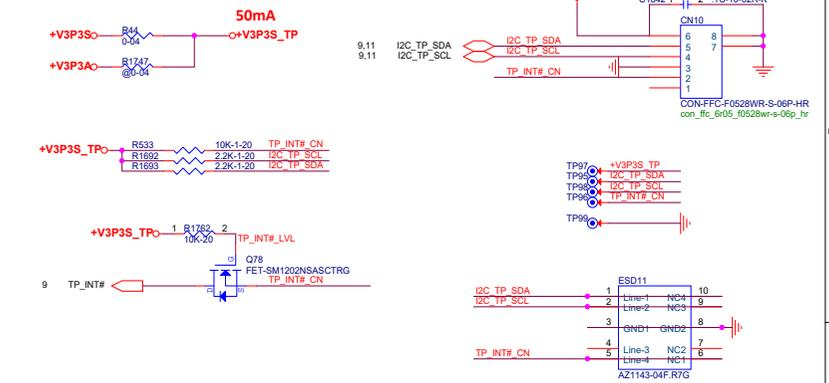 50mA
+V3P3S
R44
0-04
+V3P3S_TP
+V3P3A
R1747
@0-04
9,11
I2C_TP_SDA
I2C_TP_SDA
9,11
I2C_TP_SCL
I2C_TP_SCL
TP_INT#_CN
CN10
6
8
5
7
4
3
2
1
CON-FFC-F0528WR-S-06P-HR
con_ffc_6r05_f0528wr-s-06p_hr
+V3P3S_TP
R533
10K-1-20
TP_INT#_CN
R1692
2.2K-1-20
I2C_TP_SCL
R1693
2.2K-1-20
I2C_TP_SDA
TP97
+V3P3S_TP
TP95
I2C_TP_SDA
TP98
I2C_TP_SCL
TP96
TP_INT#_CN
TP99
+V3P3S_TP
1
R1762
2
10K-20
TP_INT#_LVL
G
Q78
FET-SM1202NSASCTRG
9
TP_INT#
D
S
TP_INT#_CN
ESD11
I2C_TP_SDA
1
Line-1
NC4
10
I2C_TP_SCL
2
Line-2
NC3
9
3
GND1
GND2
8
4
Line-3
NC2
7
TP_INT#_CN
5
Line-4
NC1
6
AZ1143-04F.R7G